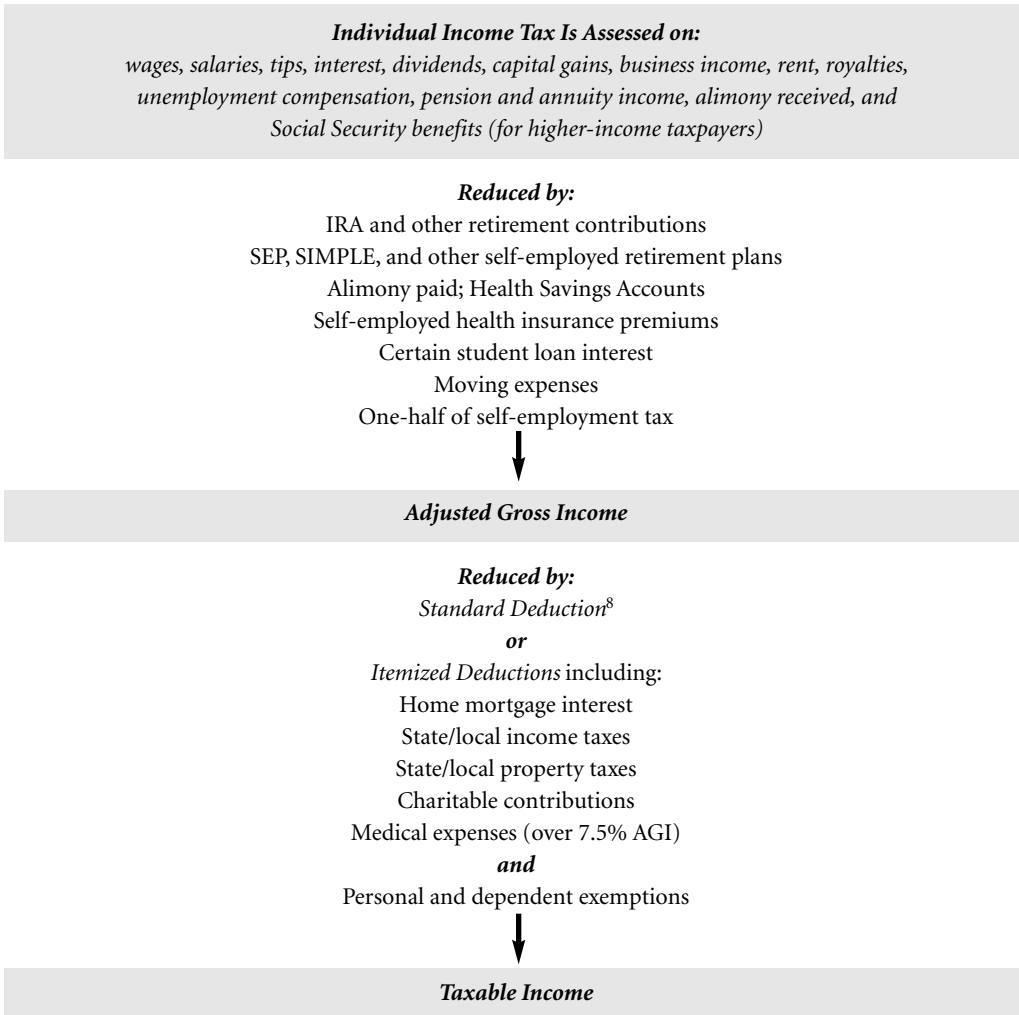 Individual Income Tax Is Assessed on:
wages, salaries, tips, interest, dividends, capital gains, business income, rent, royalties,
unemployment compensation, pension and annuity income, alimony received, and
Social Security benefits (for higher-income taxpayers)
Reduced by:
IRA and other retirement contributions
SEP, SIMPLE, and other self-employed retirement plans
Alimony paid; Health Savings Accounts
Self-employed health insurance premiums
Certain student loan interest
Moving expenses
One-half of self-employment tax
Adjusted Gross Income
Reduced by:
Standard Deduction⁸
or
Itemized Deductions including:
Home mortgage interest
State/local income taxes
State/local property taxes
Charitable contributions
Medical expenses (over 7.5% AGI)
and
Personal and dependent exemptions
Taxable Income